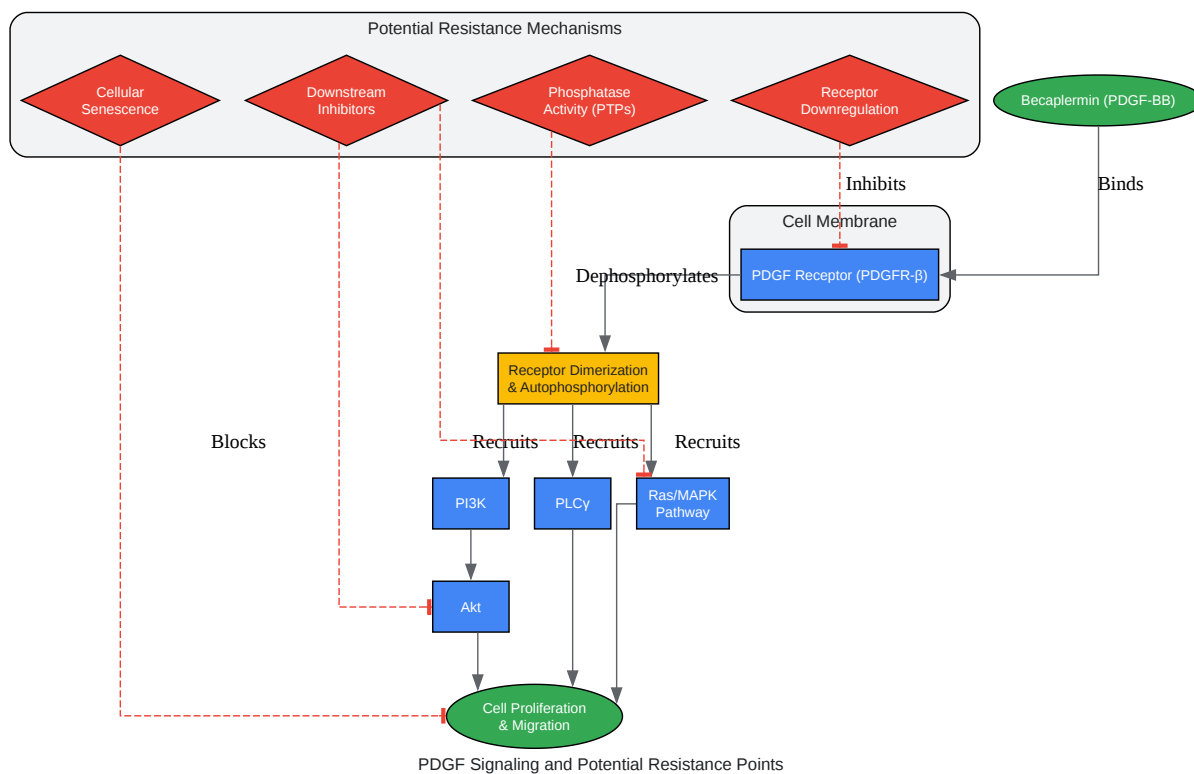 Potential Resistance Mechanisms
Cellular
Senescence
Downstream
Inhibitors
Phosphatase
Activity (PTPs)
Receptor
Downregulation
Becaplermin (PDGF-BB)
Inhibits
Binds
Cell Membrane
PDGF Receptor (PDGFR-β)
Dephosphorylates
Receptor Dimerization
& Autophosphorylation
Blocks
Recruits
Recruits
Recruits
PI3K
PLCγ
Ras/MAPK
Pathway
Akt
Cell Proliferation
& Migration
PDGF Signaling and Potential Resistance Points